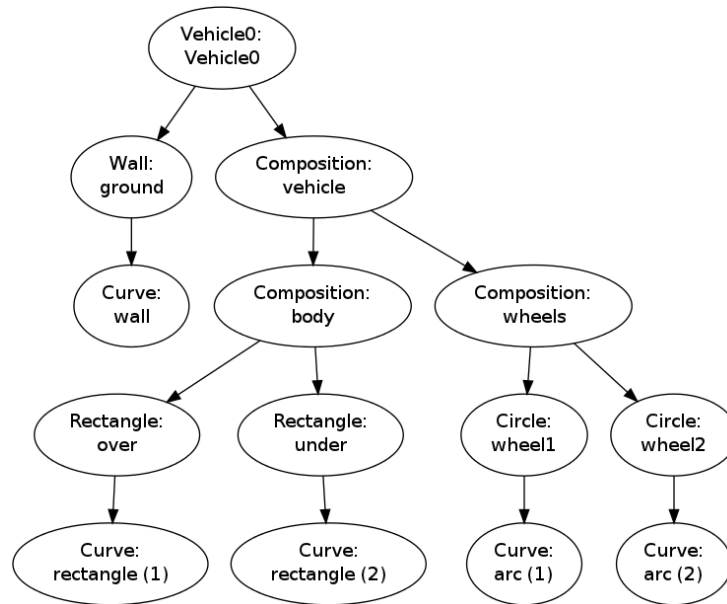 Vehicle0:
Vehicle0
Wall:
ground
Composition:
vehicle
Curve:
wall
Composition:
body
Composition:
wheels
Rectangle:
over
Rectangle:
under
Circle:
wheel1
Circle:
wheel2
Curve:
rectangle (1)
Curve:
rectangle (2)
Curve:
arc (1)
Curve:
arc (2)